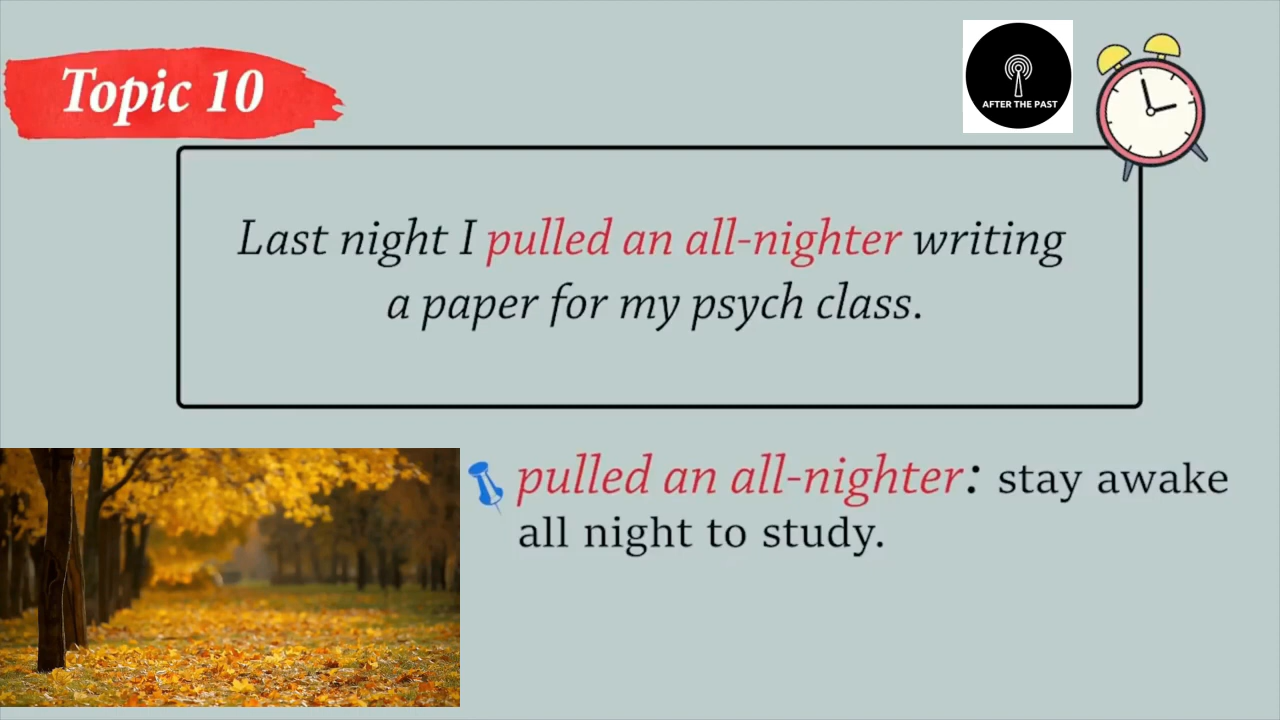 Topic 10
AFTER THE PAST
Last night I pulled an all-nighter writing
a paper for my psych class.
pulled an all-nighter: stay awake
all night to study.